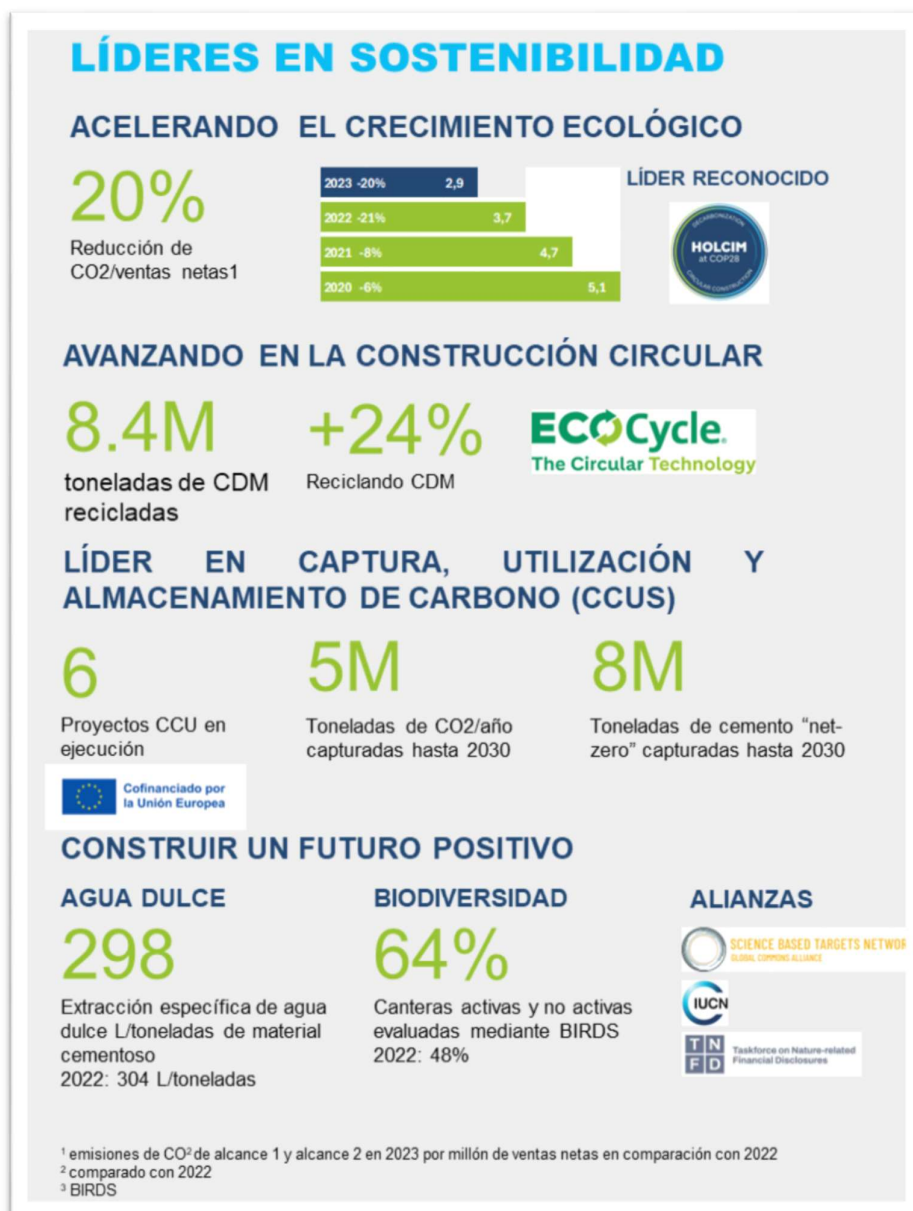 LÍDERES EN SOSTENIBILIDAD
ACELERANDO EL CRECIMIENTO ECOLÓGICO
20%
Reducción de
CO2/ventas netas1
2023 -20% 2,9
2022 -21% 3,7
2021 -8% 4,7
2020 -6% 5,1
LÍDER RECONOCIDO
DECARBONIZATION
HOLCIM
at COP28
CIRCULAR CONSTRUCTION
AVANZANDO EN LA CONSTRUCCIÓN CIRCULAR
8.4M
toneladas de CDM
recicladas
+24%
Reciclando CDM
ECOCycle.
The Circular Technology
LÍDER EN CAPTURA, UTILIZACIÓN Y
ALMACENAMIENTO DE CARBONO (CCUS)
6
Proyectos CCU en
ejecución
5M
Toneladas de CO2/año
capturadas hasta 2030
8M
Toneladas de cemento “net-
zero” capturadas hasta 2030
Cofinanciado por
la Unión Europea
CONSTRUIR UN FUTURO POSITIVO
AGUA DULCE
298
Extracción específica de agua
dulce L/toneladas de material
cementoso
2022: 304 L/toneladas
BIODIVERSIDAD
64%
Canteras activas y no activas
evaluadas mediante BIRDS
2022: 48%
ALIANZAS
SCIENCE BASED TARGETS NETWOR
GLOBAL COMMONS ALLIANCE
IUCN
TN
FD
Taskforce on Nature-related
Financial Disclosures
¹ emisiones de CO² de alcance 1 y alcance 2 en 2023 por millón de ventas netas en comparación con 2022
² comparado con 2022
³ BIRDS